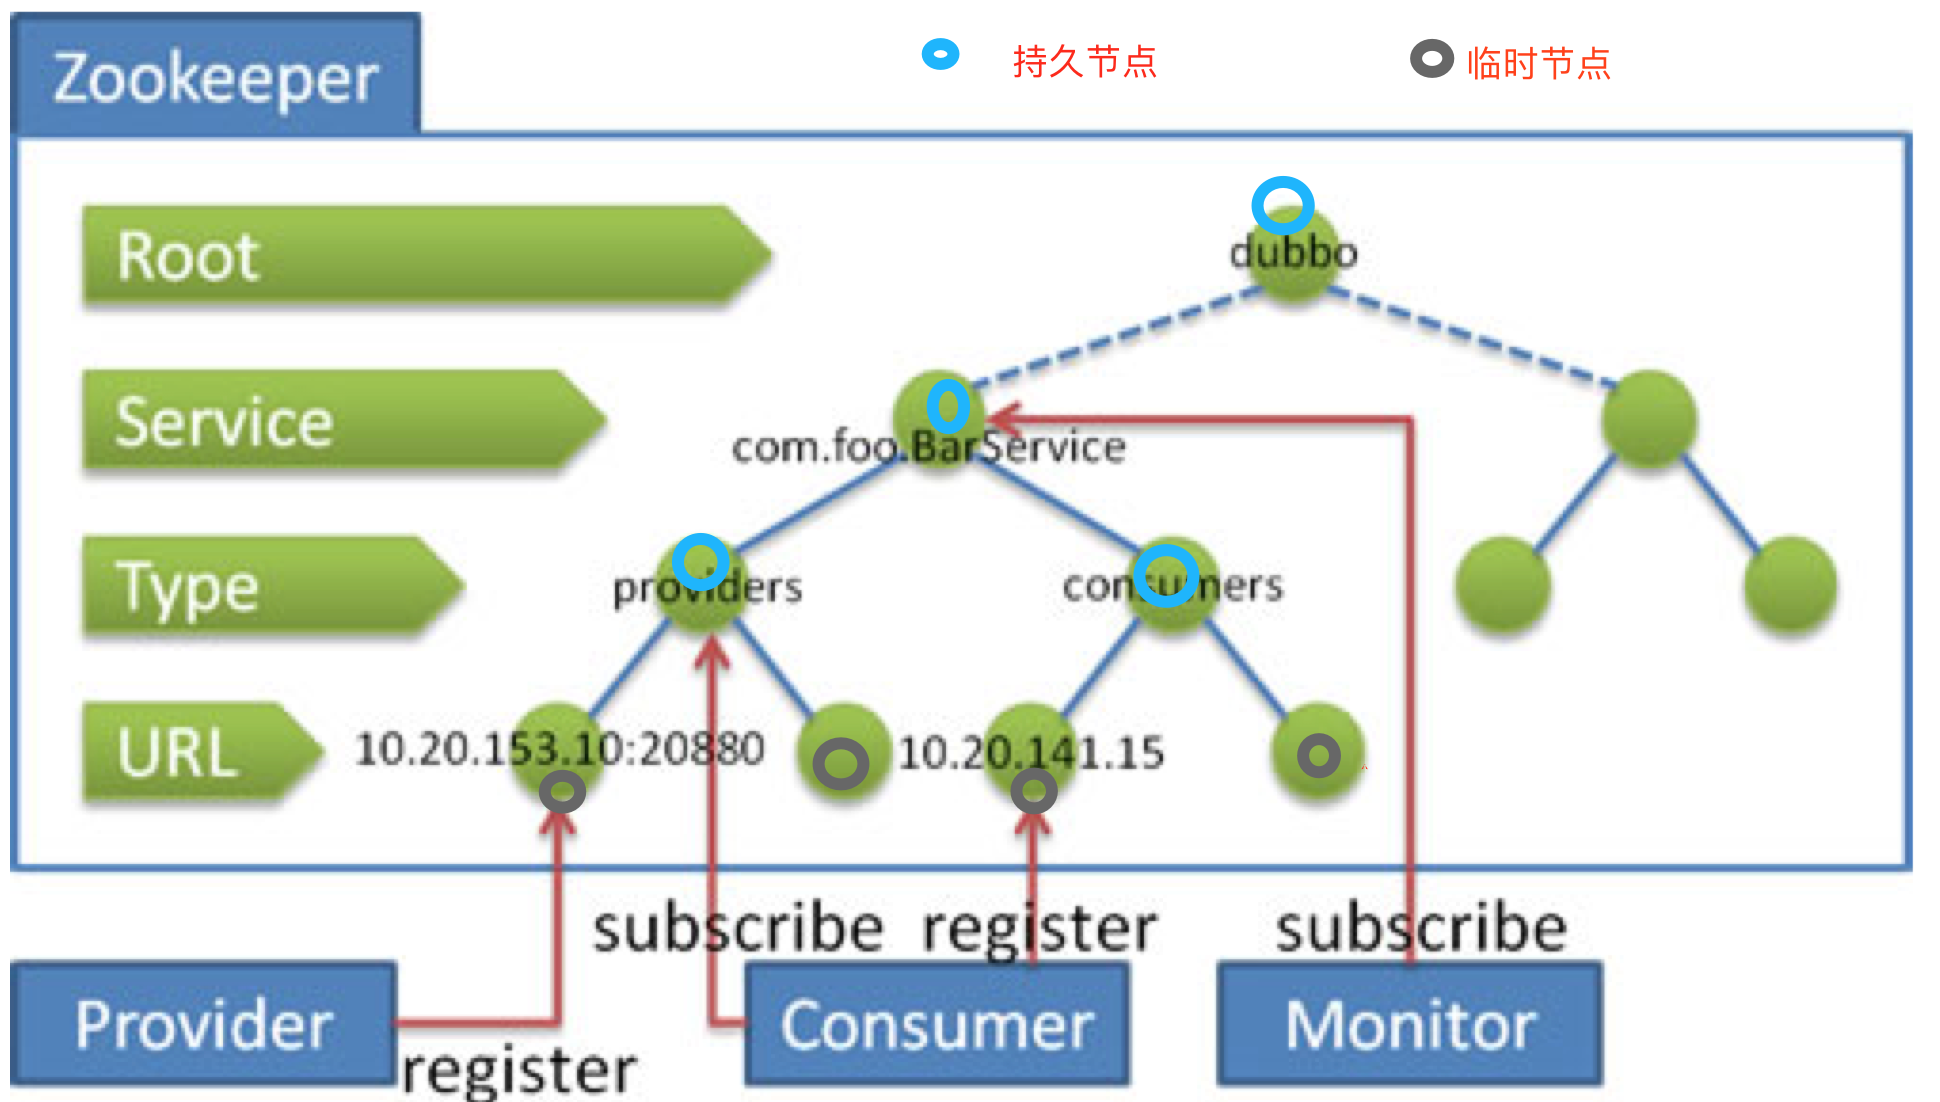 Zookeeper
持久节点
临时节点
Root
dubbo
Service
com.foo.BarService
Type
providers
consumers
URL
10.20.153.10:20880
10.20.141.15
subscribe
register
subscribe
Provider
Consumer
Monitor
register